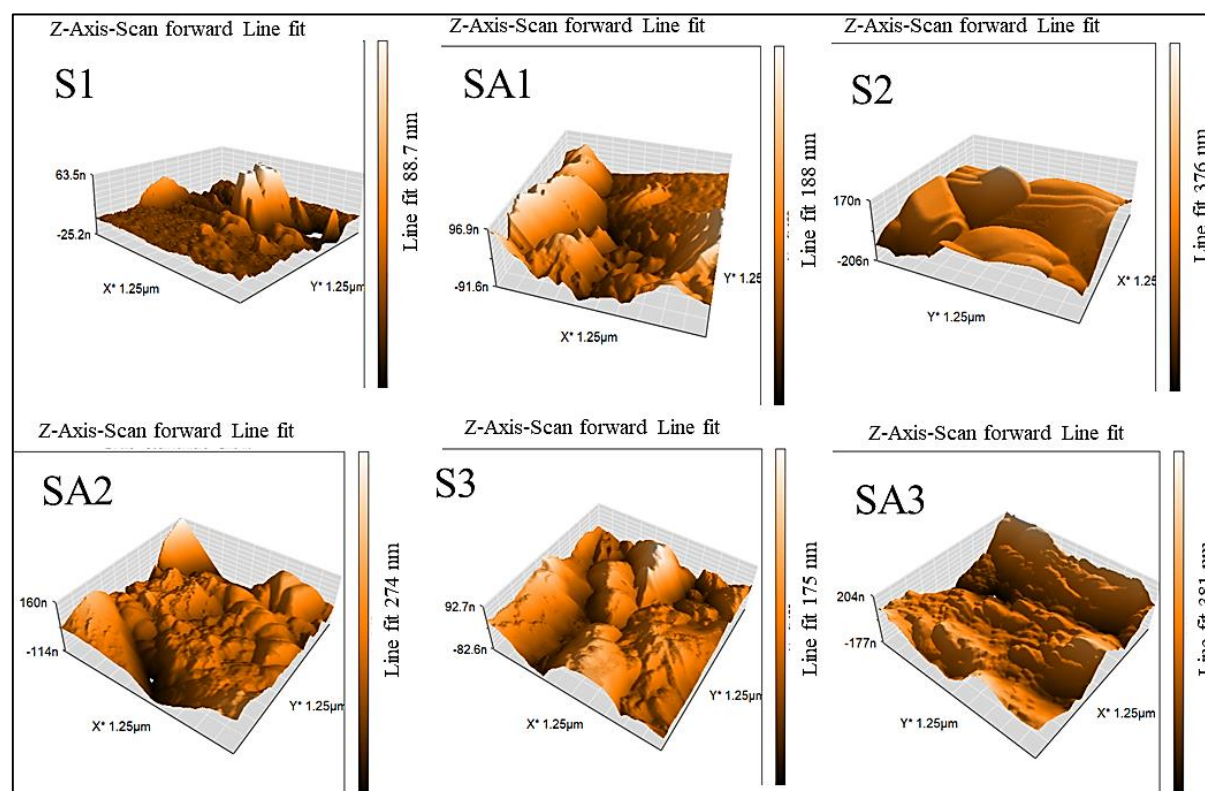 Z-Axis-Scan forward Line fit
S1
63.5n
-25.2n
X* 1.25µm
Y* 1.25µm
Line fit 88.7 nm
Z-Axis-Scan forward Line fit
SA1
96.9n
-91.6n
X* 1.25µm
Y* 1.25
Line fit 188 nm
Z-Axis-Scan forward Line fit
S2
170n
-206n
Y* 1.25µm
X* 1.25
Line fit 376 nm
Z-Axis-Scan forward Line fit
SA2
160n
-114n
X* 1.25µm
Y* 1.25µm
Line fit 274 nm
Z-Axis-Scan forward Line fit
S3
92.7n
-82.6n
X* 1.25µm
Y* 1.25µm
Line fit 175 nm
Z-Axis-Scan forward Line fit
SA3
204n
-177n
Y* 1.25µm
X* 1.25µm
Line fit 381 nm